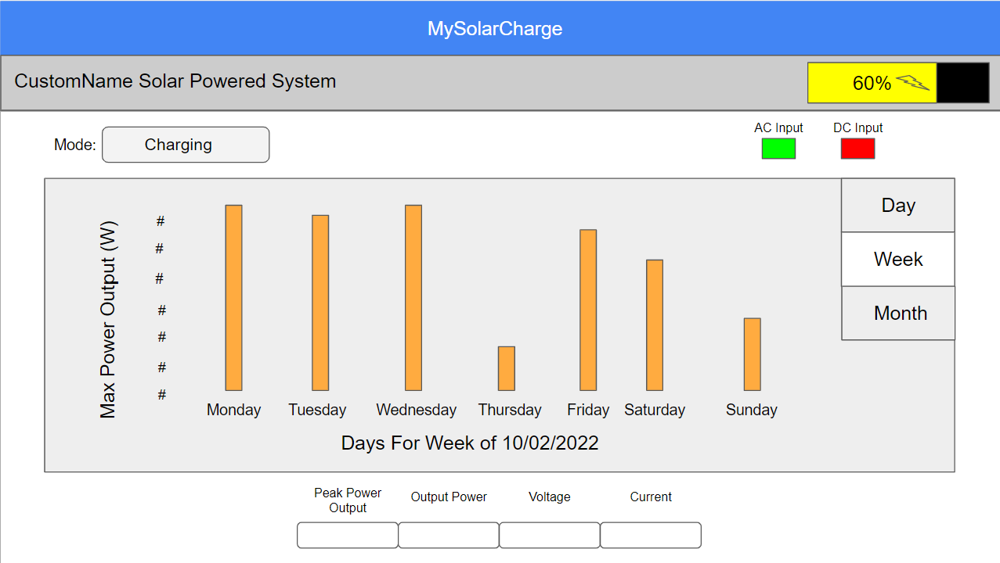 MySolarCharge
CustomName Solar Powered System
60%
Mode:
Charging
AC Input
DC Input
Day
Week
Month
Max Power Output (W)
#
#
#
#
#
#
#
Monday
Tuesday
Wednesday
Thursday
Friday
Saturday
Sunday
Days For Week of 10/02/2022
Peak Power
Output
Output Power
Voltage
Current